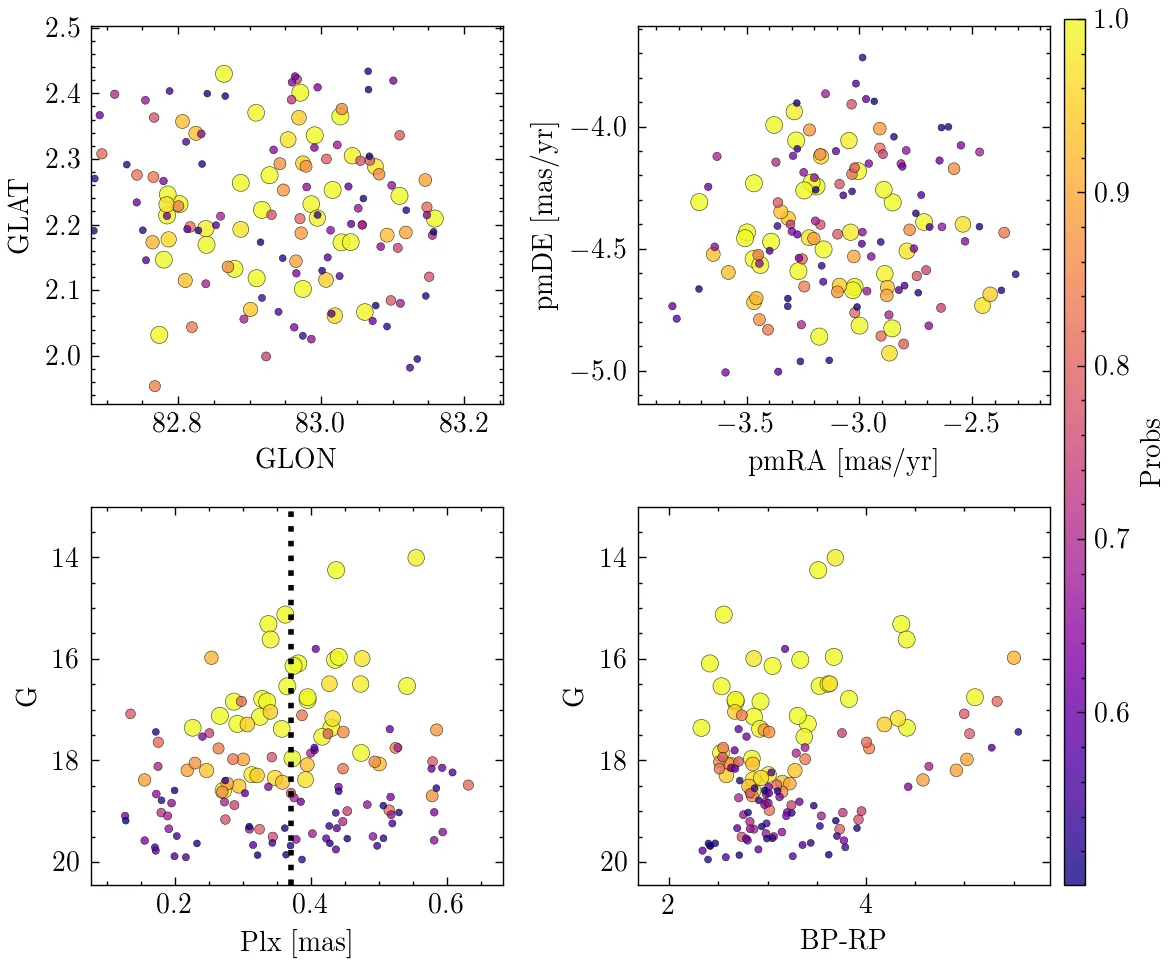 2.5
2.4
2.3
2.2
2.1
2.0
GLAT
82.8 83.0 83.2
GLON
−4.0
−4.5
−5.0
pmDE [mas/yr]
−3.5 −3.0 −2.5
pmRA [mas/yr]
1.0
0.9
0.8
0.7
0.6
Probs
14
16
18
20
G
0.2 0.4 0.6
Plx [mas]
14
16
18
20
G
2 4
BP-RP